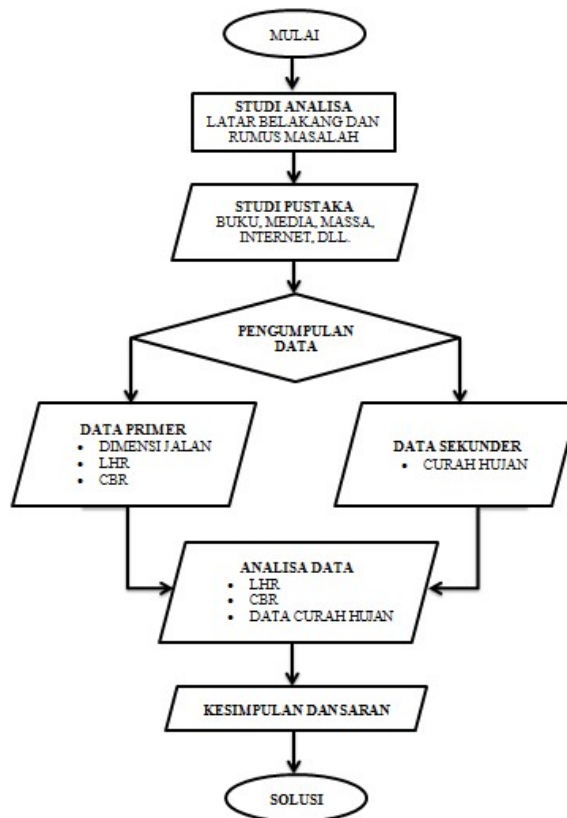 MULAI
STUDI ANALISA
LATAR BELAKANG DAN
RUMUS MASALAH
STUDI PUSTAKA
BUKU, MEDIA, MASSA,
INTERNET, DLL.
PENGUMPULAN
DATA
DATA PRIMER
• DIMENSI JALAN
• LHR
• CBR
DATA SEKUNDER
• CURAH HUJAN
ANALISA DATA
• LHR
• CBR
• DATA CURAH HUJAN
KESIMPULAN DANSARAN
SOLUSI